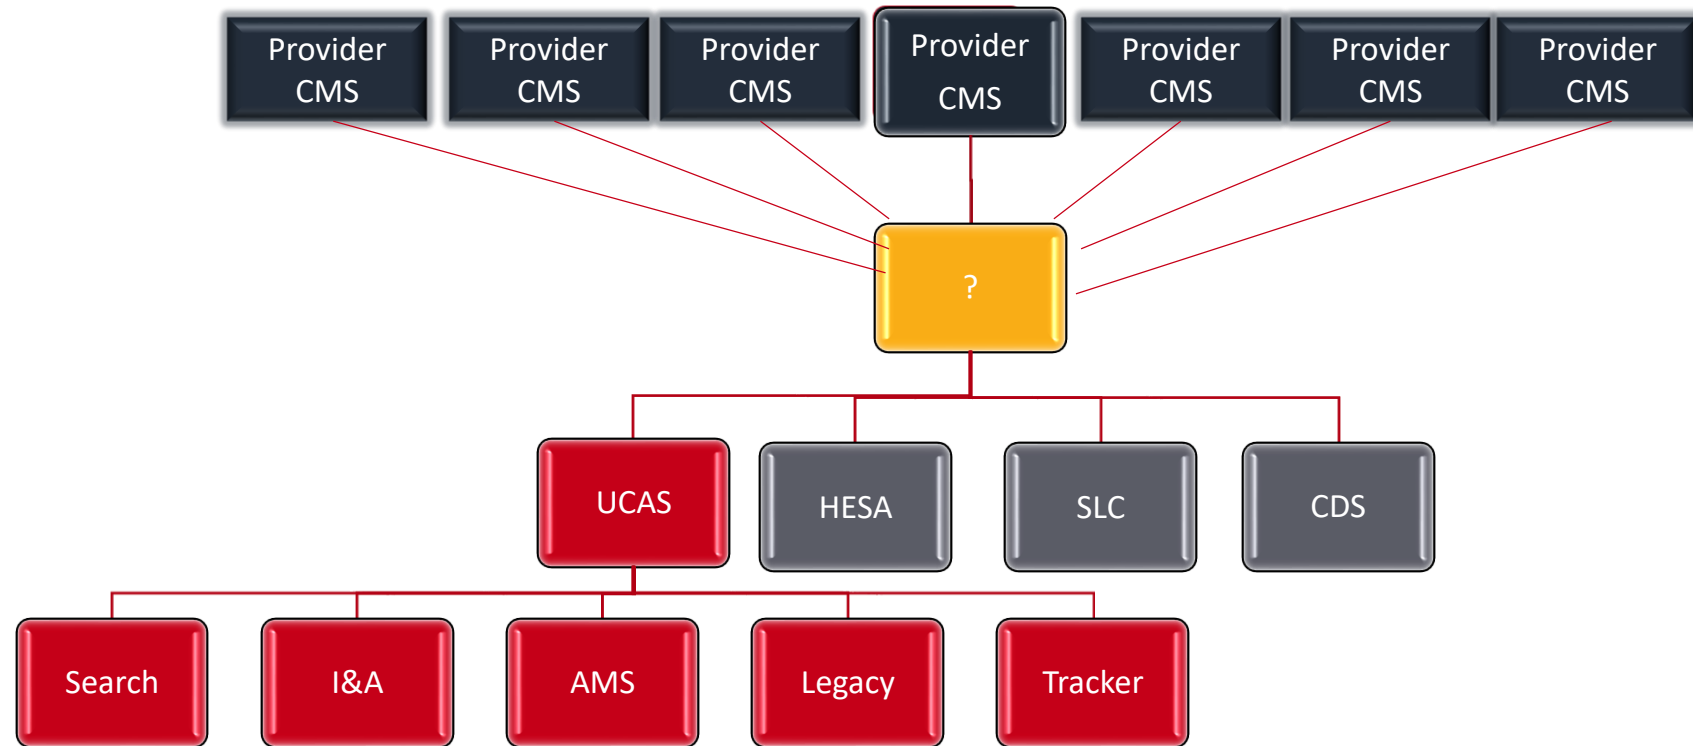 Provider
CMS
Provider
CMS
Provider
CMS
Provider
CMS
Provider
CMS
Provider
CMS
Provider
CMS
?
UCAS
HESA
SLC
CDS
Search
I&A
AMS
Legacy
Tracker